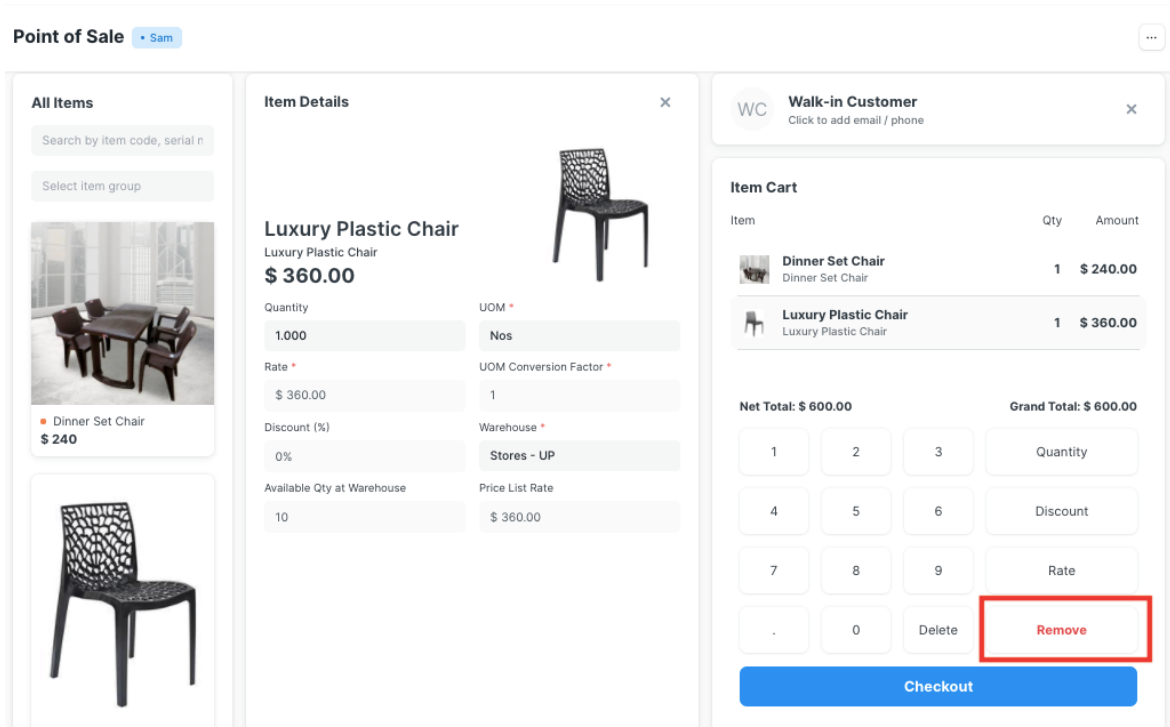 Point of Sale
• Sam
...
All Items
Search by item code, serial n
Select item group
Dinner Set Chair
$ 240
Item Details
×
Luxury Plastic Chair
Luxury Plastic Chair
$ 360.00
Quantity
UOM *
1.000
Nos
Rate *
UOM Conversion Factor *
$ 360.00
1
Discount (%)
Warehouse *
0%
Stores - UP
Available Qty at Warehouse
Price List Rate
10
$ 360.00
WC
Walk-in Customer
Click to add email / phone
×
Item Cart
Item Qty Amount
Dinner Set Chair
Dinner Set Chair
1 $ 240.00
Luxury Plastic Chair
Luxury Plastic Chair
1 $ 360.00
Net Total: $ 600.00
Grand Total: $ 600.00
1 2 3 Quantity
4 5 6 Discount
7 8 9 Rate
. 0 Delete Remove
Checkout